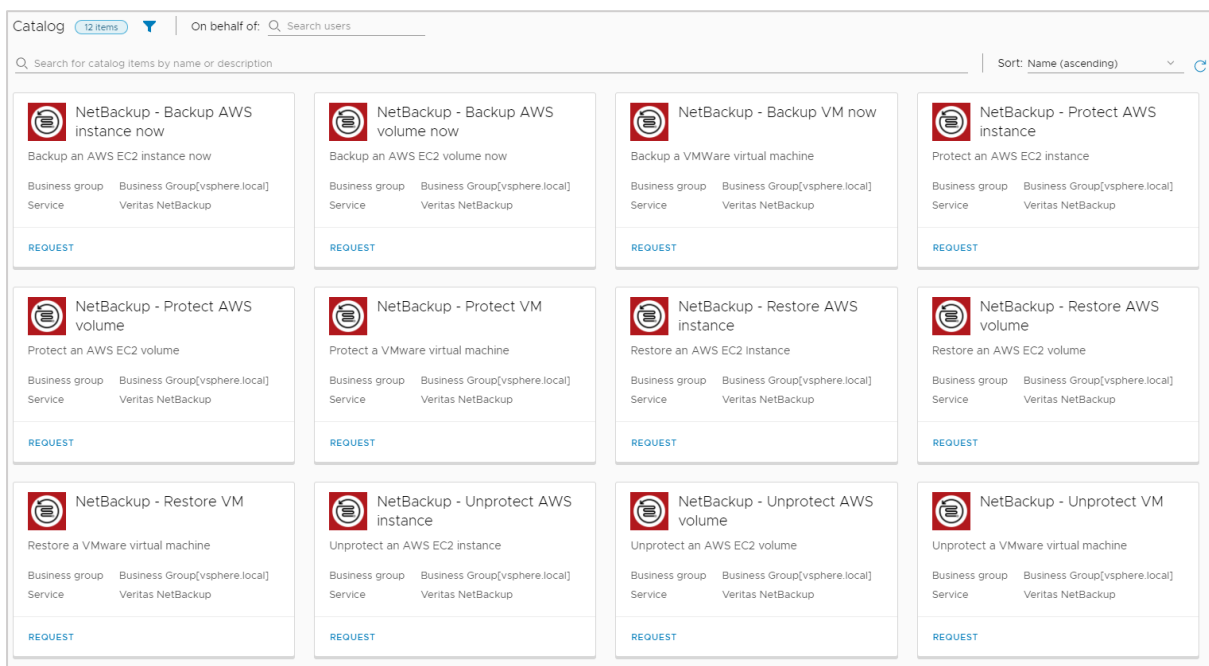 Catalog 12 items On behalf of: Search users
Search for catalog items by name or description Sort: Name (ascending)
NetBackup - Backup AWS
instance now
Backup an AWS EC2 instance now
Business group Business Group[vsphere.local]
Service Veritas NetBackup
REQUEST
NetBackup - Backup AWS
volume now
Backup an AWS EC2 volume now
Business group Business Group[vsphere.local]
Service Veritas NetBackup
REQUEST
NetBackup - Backup VM now
Backup a VMWare virtual machine
Business group Business Group[vsphere.local]
Service Veritas NetBackup
REQUEST
NetBackup - Protect AWS
instance
Protect an AWS EC2 instance
Business group Business Group[vsphere.local]
Service Veritas NetBackup
REQUEST
NetBackup - Protect AWS
volume
Protect an AWS EC2 volume
Business group Business Group[vsphere.local]
Service Veritas NetBackup
REQUEST
NetBackup - Protect VM
Protect a VMware virtual machine
Business group Business Group[vsphere.local]
Service Veritas NetBackup
REQUEST
NetBackup - Restore AWS
instance
Restore an AWS EC2 Instance
Business group Business Group[vsphere.local]
Service Veritas NetBackup
REQUEST
NetBackup - Restore AWS
volume
Restore an AWS EC2 volume
Business group Business Group[vsphere.local]
Service Veritas NetBackup
REQUEST
NetBackup - Restore VM
Restore a VMware virtual machine
Business group Business Group[vsphere.local]
Service Veritas NetBackup
REQUEST
NetBackup - Unprotect AWS
instance
Unprotect an AWS EC2 instance
Business group Business Group[vsphere.local]
Service Veritas NetBackup
REQUEST
NetBackup - Unprotect AWS
volume
Unprotect an AWS EC2 volume
Business group Business Group[vsphere.local]
Service Veritas NetBackup
REQUEST
NetBackup - Unprotect VM
Unprotect a VMware virtual machine
Business group Business Group[vsphere.local]
Service Veritas NetBackup
REQUEST